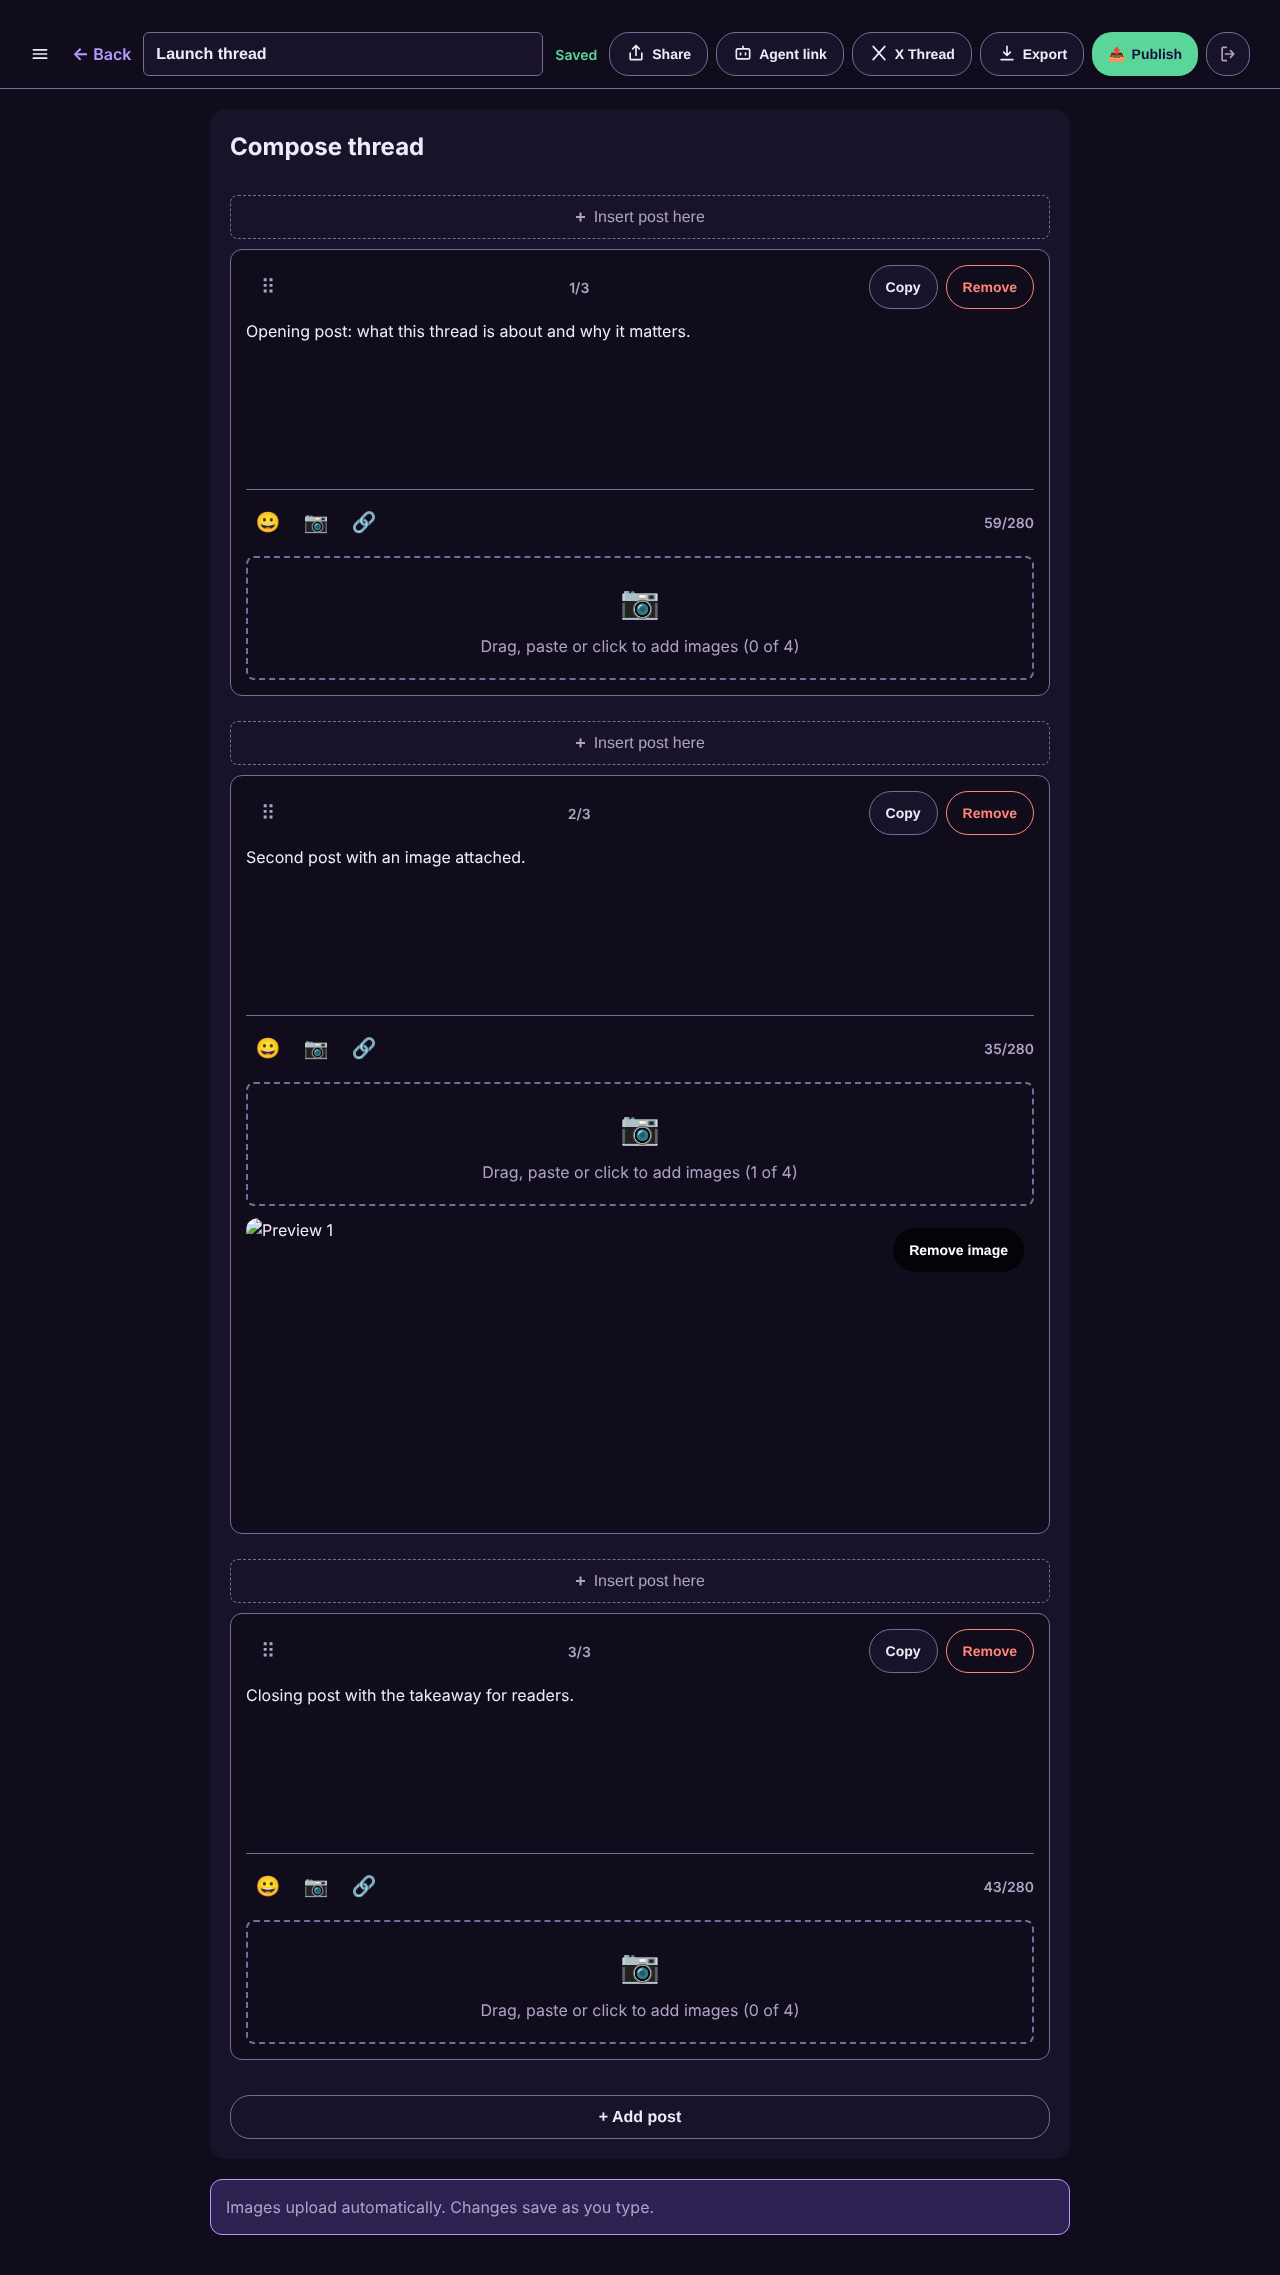 ← Back
Launch thread
Saved
Share
Agent link
X Thread
Export
Publish
Compose thread
+ Insert post here
1/3
Copy
Remove
Opening post: what this thread is about and why it matters.
59/280
Drag, paste or click to add images (0 of 4)
+ Insert post here
2/3
Copy
Remove
Second post with an image attached.
35/280
Drag, paste or click to add images (1 of 4)
Preview 1
Remove image
+ Insert post here
3/3
Copy
Remove
Closing post with the takeaway for readers.
43/280
Drag, paste or click to add images (0 of 4)
+ Add post
Images upload automatically. Changes save as you type.